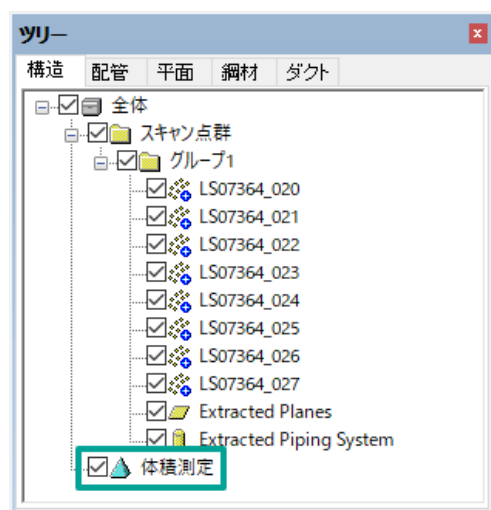 ツリー
構造 配管 平面 鋼材 ダクト
全体
スキャン点群
グループ1
LS07364_020
LS07364_021
LS07364_022
LS07364_023
LS07364_024
LS07364_025
LS07364_026
LS07364_027
Extracted Planes
Extracted Piping System
体積測定